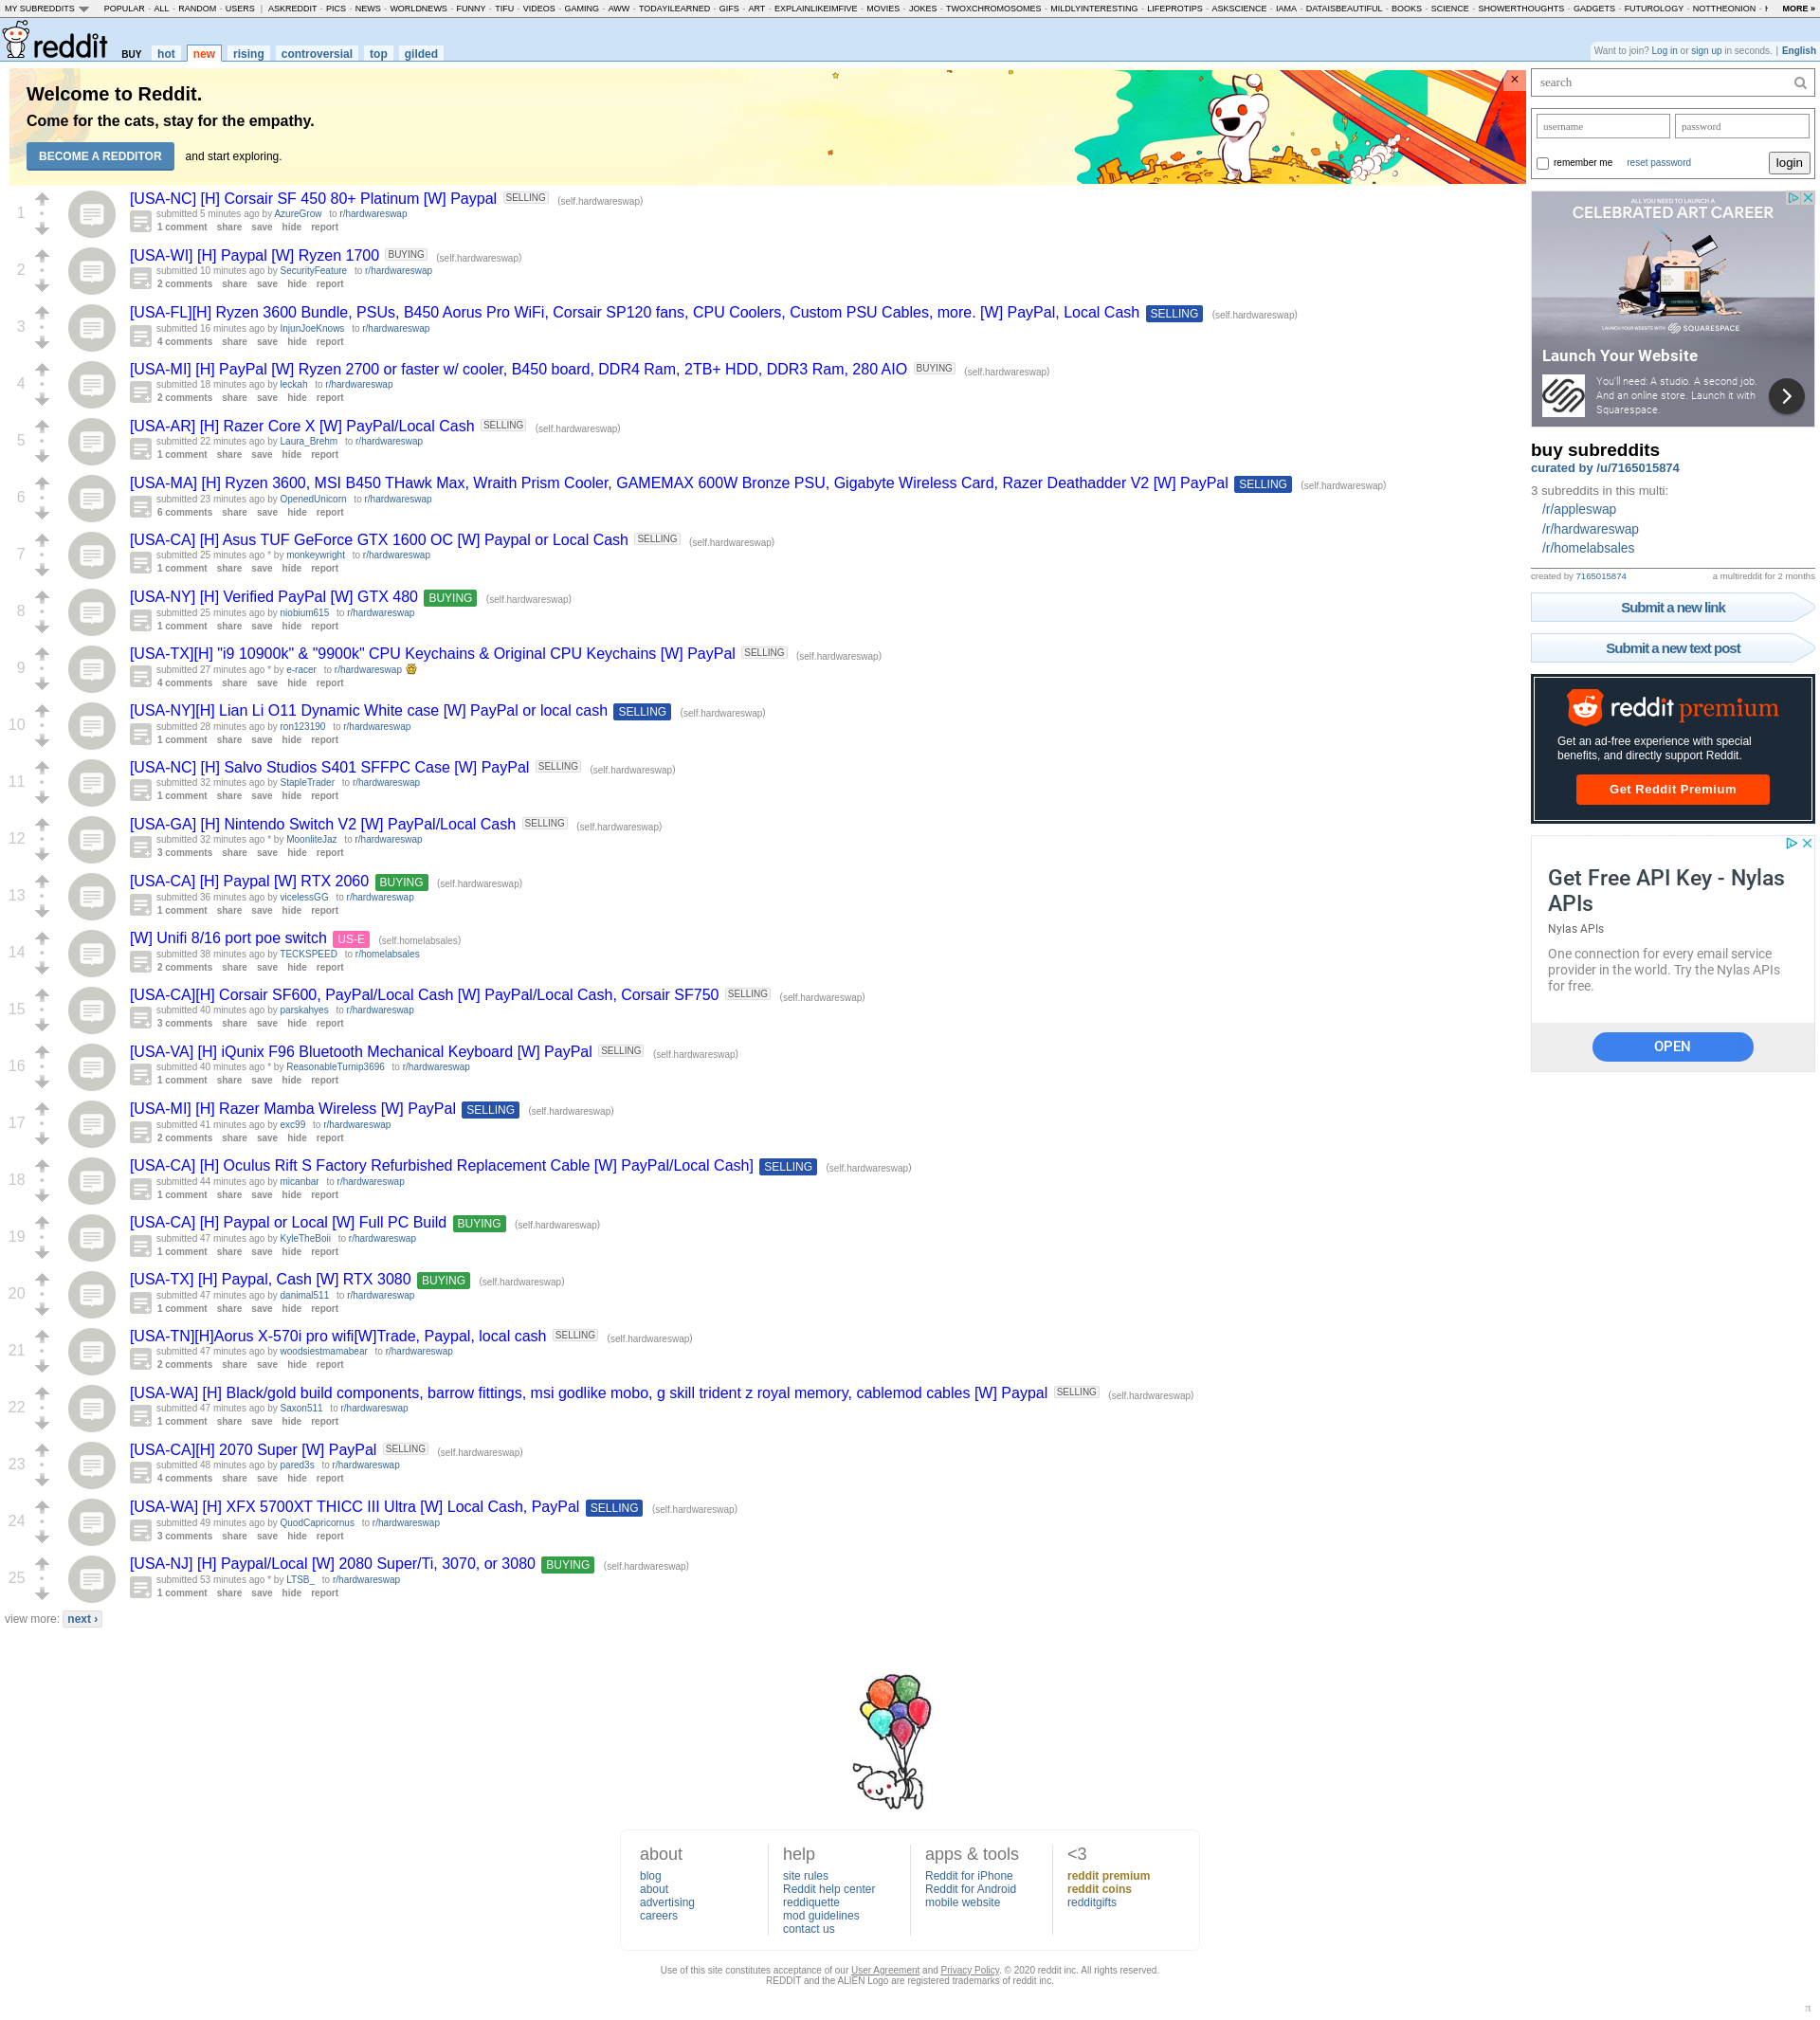 MY SUBREDDITS POPULAR - ALL - RANDOM - USERS | ASKREDDIT - PICS - NEWS - WORLDNEWS - FUNNY - TIFU - VIDEOS - GAMING - AWW - TODAYILEARNED - GIFS - ART - EXPLAINLIKEIMFIVE - MOVIES - JOKES - TWOXCHROMOSOMES - MILDLYINTERESTING - LIFEPROTIPS - ASKSCIENCE - IAMA - DATAISBEAUTIFUL - BOOKS - SCIENCE - SHOWERTHOUGHTS - GADGETS - FUTUROLOGY - NOTTHEONION - MORE »
reddit BUY hot new rising controversial top gilded
Want to join? Log in or sign up in seconds. | English
Welcome to Reddit.
Come for the cats, stay for the empathy.
BECOME A REDDITOR and start exploring.
1
[USA-NC] [H] Corsair SF 450 80+ Platinum [W] Paypal SELLING (self.hardwareswap)
submitted 5 minutes ago by AzureGrow to r/hardwareswap
1 comment share save hide report
2
[USA-WI] [H] Paypal [W] Ryzen 1700 BUYING (self.hardwareswap)
submitted 10 minutes ago by SecurityFeature to r/hardwareswap
2 comments share save hide report
3
[USA-FL][H] Ryzen 3600 Bundle, PSUs, B450 Aorus Pro WiFi, Corsair SP120 fans, CPU Coolers, Custom PSU Cables, more. [W] PayPal, Local Cash SELLING (self.hardwareswap)
submitted 16 minutes ago by InjunJoeKnows to r/hardwareswap
4 comments share save hide report
4
[USA-MI] [H] PayPal [W] Ryzen 2700 or faster w/ cooler, B450 board, DDR4 Ram, 2TB+ HDD, DDR3 Ram, 280 AIO BUYING (self.hardwareswap)
submitted 18 minutes ago by leckah to r/hardwareswap
2 comments share save hide report
5
[USA-AR] [H] Razer Core X [W] PayPal/Local Cash SELLING (self.hardwareswap)
submitted 22 minutes ago by Laura_Brehm to r/hardwareswap
1 comment share save hide report
6
[USA-MA] [H] Ryzen 3600, MSI B450 THawk Max, Wraith Prism Cooler, GAMEMAX 600W Bronze PSU, Gigabyte Wireless Card, Razer Deathadder V2 [W] PayPal SELLING (self.hardwareswap)
submitted 23 minutes ago by OpenedUnicorn to r/hardwareswap
6 comments share save hide report
7
[USA-CA] [H] Asus TUF GeForce GTX 1600 OC [W] Paypal or Local Cash SELLING (self.hardwareswap)
submitted 25 minutes ago * by monkeywright to r/hardwareswap
1 comment share save hide report
8
[USA-NY] [H] Verified PayPal [W] GTX 480 BUYING (self.hardwareswap)
submitted 25 minutes ago by niobium615 to r/hardwareswap
1 comment share save hide report
9
[USA-TX][H] "i9 10900k" & "9900k" CPU Keychains & Original CPU Keychains [W] PayPal SELLING (self.hardwareswap)
submitted 27 minutes ago * by e-racer to r/hardwareswap
4 comments share save hide report
10
[USA-NY][H] Lian Li O11 Dynamic White case [W] PayPal or local cash SELLING (self.hardwareswap)
submitted 28 minutes ago by ron123190 to r/hardwareswap
1 comment share save hide report
11
[USA-NC] [H] Salvo Studios S401 SFFPC Case [W] PayPal SELLING (self.hardwareswap)
submitted 32 minutes ago by StapleTrader to r/hardwareswap
1 comment share save hide report
12
[USA-GA] [H] Nintendo Switch V2 [W] PayPal/Local Cash SELLING (self.hardwareswap)
submitted 32 minutes ago * by MoonliteJaz to r/hardwareswap
3 comments share save hide report
13
[USA-CA] [H] Paypal [W] RTX 2060 BUYING (self.hardwareswap)
submitted 36 minutes ago by vicelessGG to r/hardwareswap
1 comment share save hide report
14
[W] Unifi 8/16 port poe switch US-E (self.homelabsales)
submitted 38 minutes ago by TECKSPEED to r/homelabsales
2 comments share save hide report
15
[USA-CA][H] Corsair SF600, PayPal/Local Cash [W] PayPal/Local Cash, Corsair SF750 SELLING (self.hardwareswap)
submitted 40 minutes ago by parskahyes to r/hardwareswap
3 comments share save hide report
16
[USA-VA] [H] iQunix F96 Bluetooth Mechanical Keyboard [W] PayPal SELLING (self.hardwareswap)
submitted 40 minutes ago * by ReasonableTurnip3696 to r/hardwareswap
1 comment share save hide report
17
[USA-MI] [H] Razer Mamba Wireless [W] PayPal SELLING (self.hardwareswap)
submitted 41 minutes ago by exc99 to r/hardwareswap
2 comments share save hide report
18
[USA-CA] [H] Oculus Rift S Factory Refurbished Replacement Cable [W] PayPal/Local Cash] SELLING (self.hardwareswap)
submitted 44 minutes ago by micanbar to r/hardwareswap
1 comment share save hide report
19
[USA-CA] [H] Paypal or Local [W] Full PC Build BUYING (self.hardwareswap)
submitted 47 minutes ago by KyleTheBoii to r/hardwareswap
1 comment share save hide report
20
[USA-TX] [H] Paypal, Cash [W] RTX 3080 BUYING (self.hardwareswap)
submitted 47 minutes ago by danimal511 to r/hardwareswap
1 comment share save hide report
21
[USA-TN][H]Aorus X-570i pro wifi[W]Trade, Paypal, local cash SELLING (self.hardwareswap)
submitted 47 minutes ago by woodsiestmamabear to r/hardwareswap
2 comments share save hide report
22
[USA-WA] [H] Black/gold build components, barrow fittings, msi godlike mobo, g skill trident z royal memory, cablemod cables [W] Paypal SELLING (self.hardwareswap)
submitted 47 minutes ago by Saxon511 to r/hardwareswap
1 comment share save hide report
23
[USA-CA][H] 2070 Super [W] PayPal SELLING (self.hardwareswap)
submitted 48 minutes ago by pared3s to r/hardwareswap
4 comments share save hide report
24
[USA-WA] [H] XFX 5700XT THICC III Ultra [W] Local Cash, PayPal SELLING (self.hardwareswap)
submitted 49 minutes ago by QuodCapricornus to r/hardwareswap
3 comments share save hide report
25
[USA-NJ] [H] Paypal/Local [W] 2080 Super/Ti, 3070, or 3080 BUYING (self.hardwareswap)
submitted 53 minutes ago * by LTSB_ to r/hardwareswap
1 comment share save hide report
view more: next ›
search
username password
remember me reset password login
ALL YOU NEED TO LAUNCH A
CELEBRATED ART CAREER
LAUNCH YOUR WEBSITE WITH SQUARESPACE
Launch Your Website
You'll need: A studio. A second job.
And an online store. Launch it with
Squarespace.
buy subreddits
curated by /u/7165015874
3 subreddits in this multi:
/r/appleswap
/r/hardwareswap
/r/homelabsales
created by 7165015874 a multireddit for 2 months
Submit a new link
Submit a new text post
reddit premium
Get an ad-free experience with special
benefits, and directly support Reddit.
Get Reddit Premium
Get Free API Key - Nylas
APIs
Nylas APIs
One connection for every email service
provider in the world. Try the Nylas APIs
for free.
OPEN
about
blog
about
advertising
careers
help
site rules
Reddit help center
reddiquette
mod guidelines
contact us
apps & tools
Reddit for iPhone
Reddit for Android
mobile website
<3
reddit premium
reddit coins
redditgifts
Use of this site constitutes acceptance of our User Agreement and Privacy Policy. © 2020 reddit inc. All rights reserved.
REDDIT and the ALIEN Logo are registered trademarks of reddit inc.
π